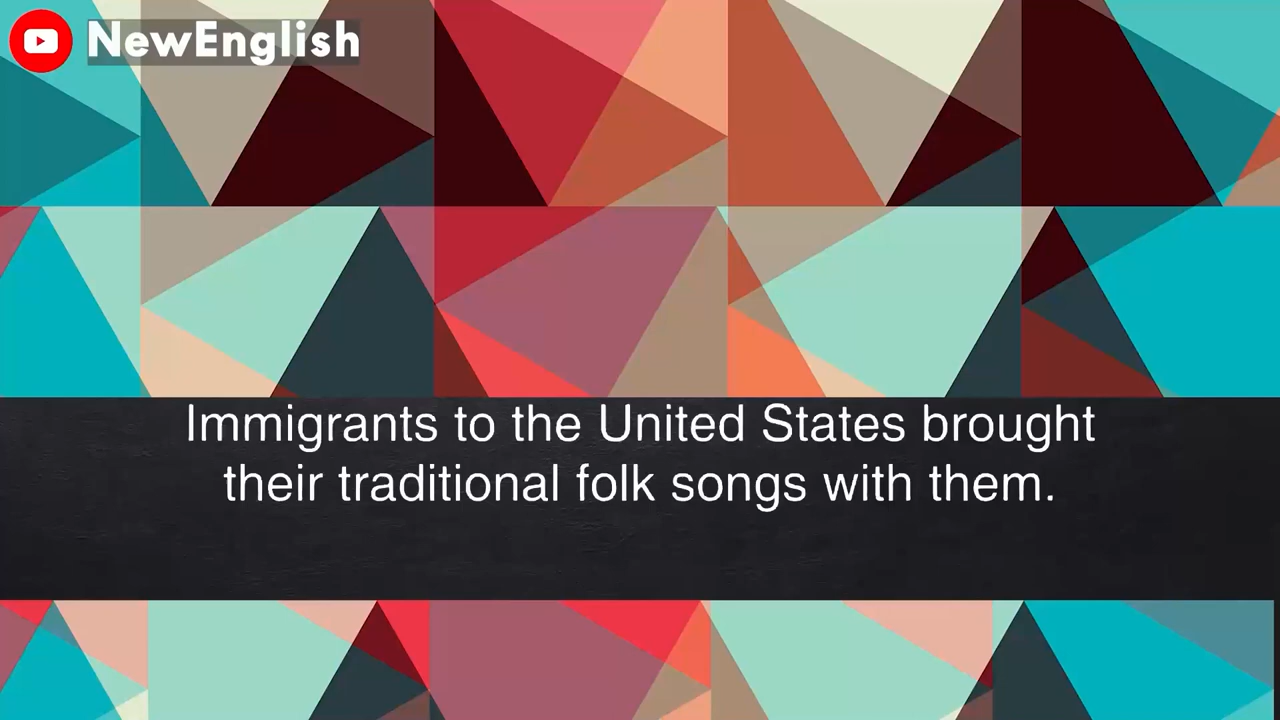 NewEnglish
Immigrants to the United States brought
their traditional folk songs with them.